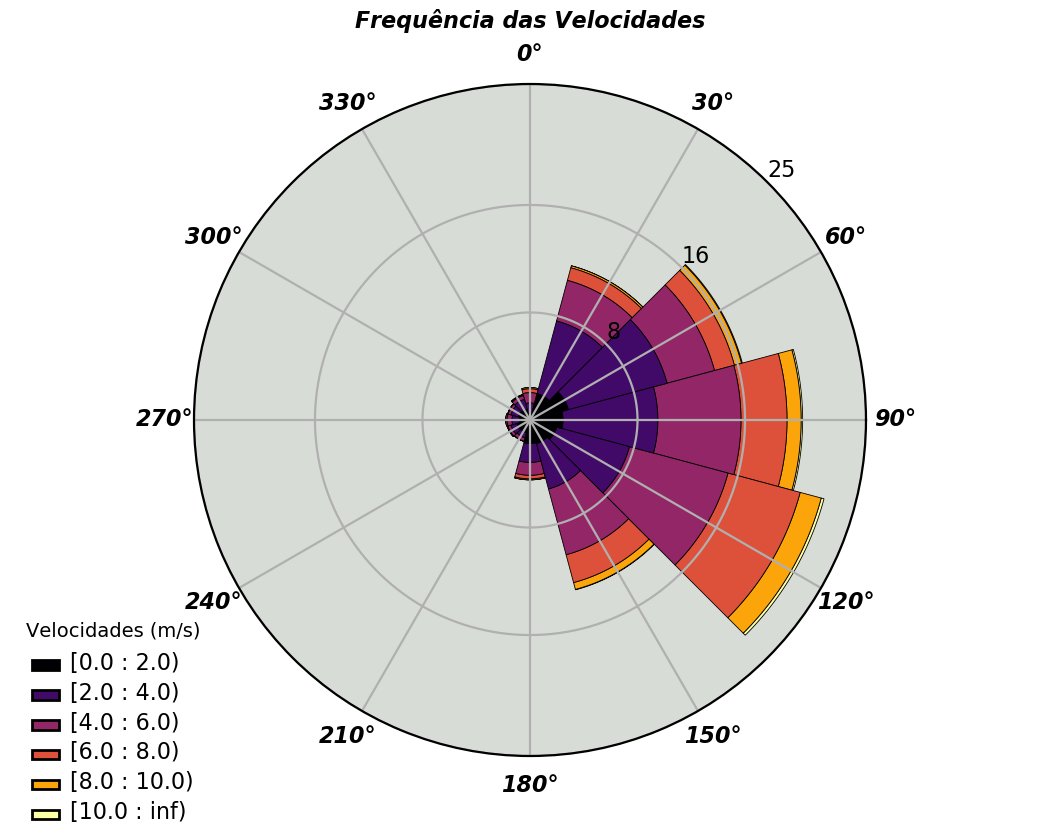 Frequência das Velocidades
0°
330°
30°
25
300°
60°
16
8
270°
90°
240°
120°
210°
150°
180°
Velocidades (m/s)
[0.0 : 2.0)
[2.0 : 4.0)
[4.0 : 6.0)
[6.0 : 8.0)
[8.0 : 10.0)
[10.0 : inf)